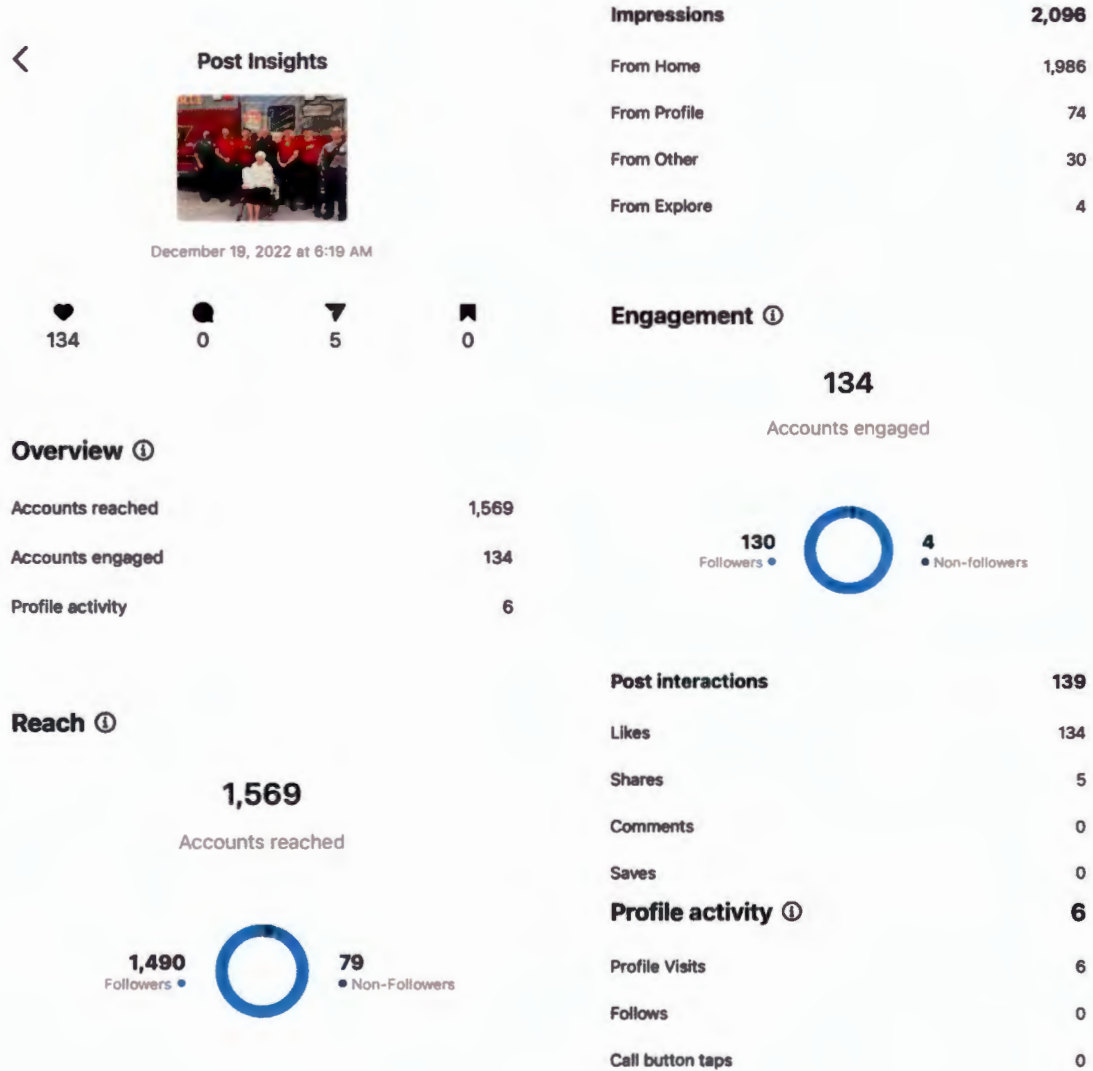 Post Insights
December 19, 2022 at 6:19 AM
134 0 5 0
Overview
Accounts reached 1,569
Accounts engaged 134
Profile activity 6
Reach
1,569
Accounts reached
1,490 79
Followers Non-Followers
Impressions 2,096
From Home 1,986
From Profile 74
From Other 30
From Explore 4
Engagement
134
Accounts engaged
130 4
Followers Non-followers
Post interactions 139
Likes 134
Shares 5
Comments 0
Saves 0
Profile activity 6
Profile Visits 6
Follows 0
Call button taps 0